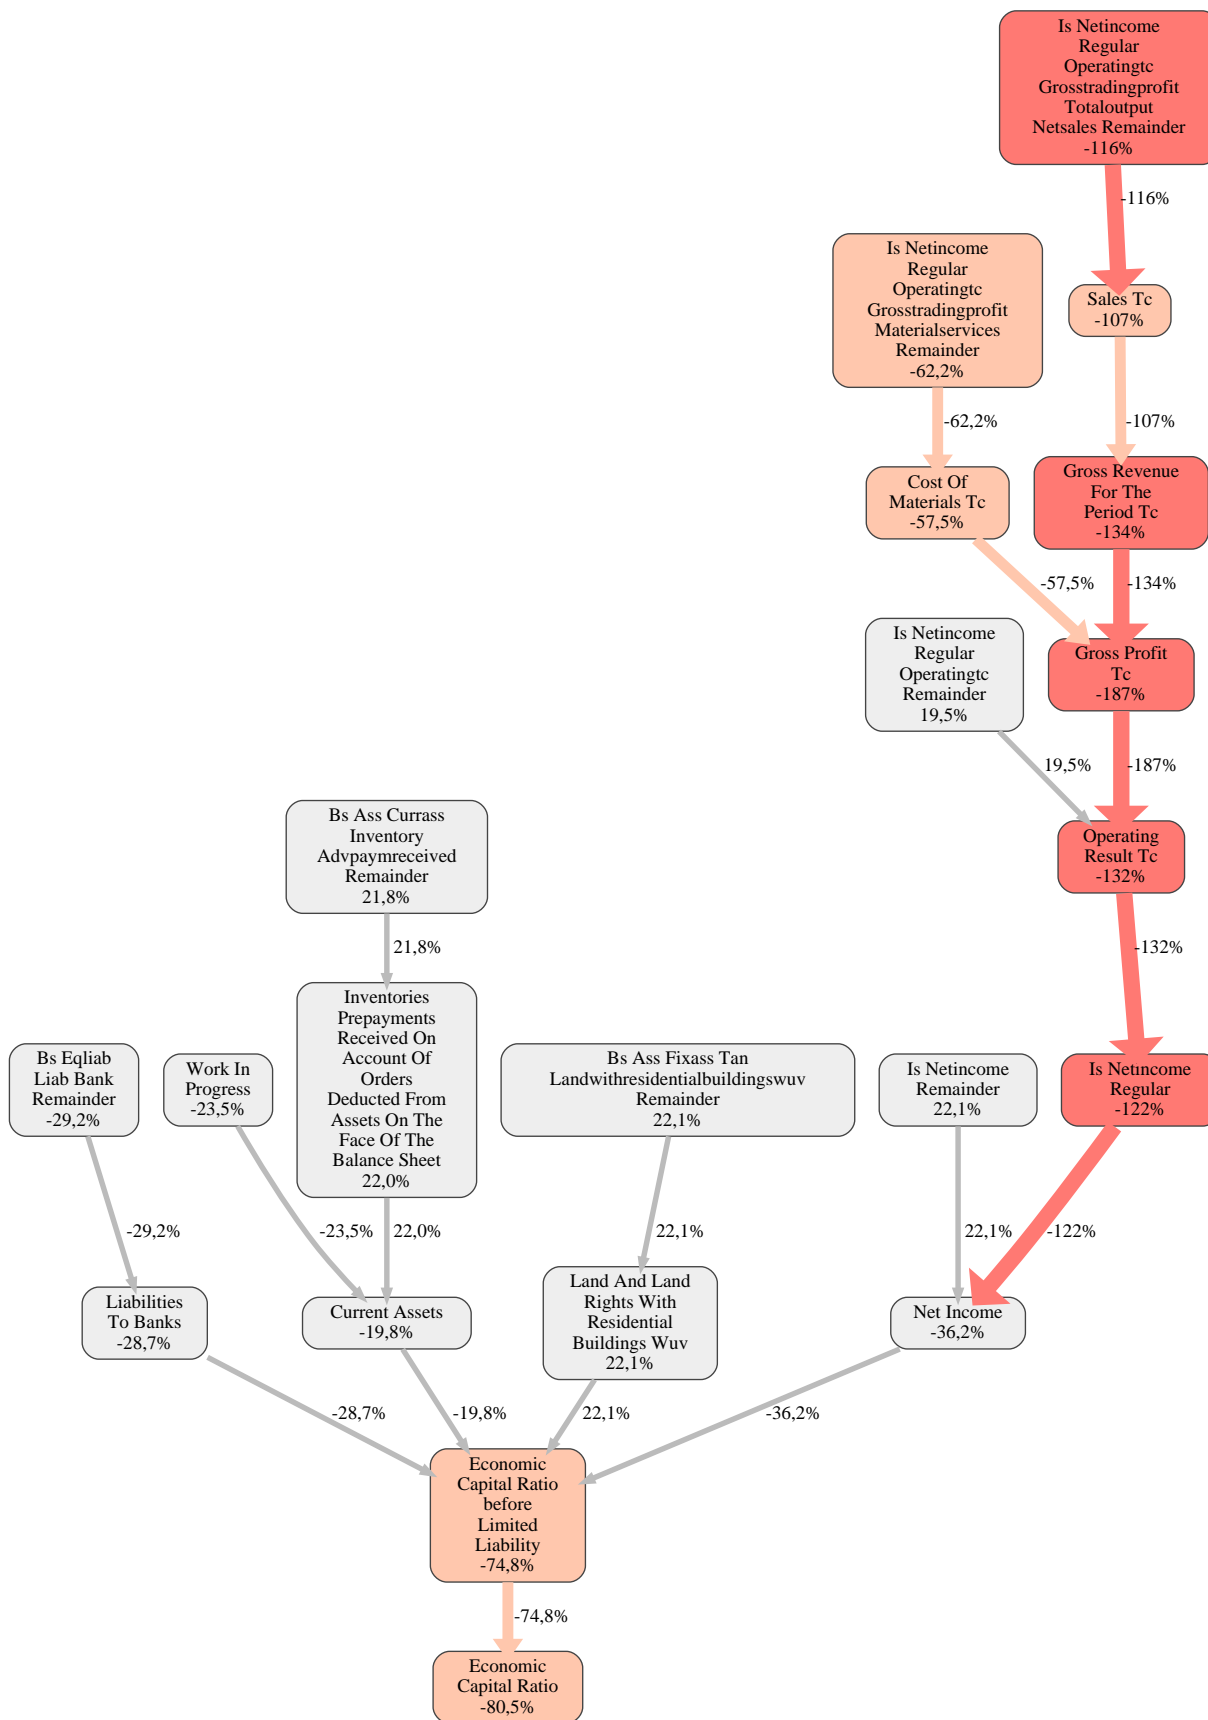 Is Netincome
Regular
Operatingtc
Grosstradingprofit
Totaloutput
Netsales Remainder
-116%
-116%
Is Netincome
Regular
Operatingtc
Grosstradingprofit
Materialservices
Remainder
-62,2%
Sales Tc
-107%
-62,2%
-107%
Cost Of
Materials Tc
-57,5%
Gross Revenue
For The
Period Tc
-134%
-57,5%
-134%
Is Netincome
Regular
Operatingtc
Remainder
19,5%
Gross Profit
Tc
-187%
19,5%
-187%
Bs Ass Currass
Inventory
Advpaymreceived
Remainder
21,8%
Operating
Result Tc
-132%
21,8%
-132%
Bs Eqliab
Liab Bank
Remainder
-29,2%
Work In
Progress
-23,5%
Inventories
Prepayments
Received On
Account Of
Orders
Deducted From
Assets On The
Face Of The
Balance Sheet
22,0%
Bs Ass Fixass Tan
Landwithresidentialbuildingswuv
Remainder
22,1%
Is Netincome
Remainder
22,1%
Is Netincome
Regular
-122%
-29,2%
-23,5%
22,0%
22,1%
22,1%
-122%
Liabilities
To Banks
-28,7%
Current Assets
-19,8%
Land And Land
Rights With
Residential
Buildings Wuv
22,1%
Net Income
-36,2%
-28,7%
-19,8%
22,1%
-36,2%
Economic
Capital Ratio
before
Limited
Liability
-74,8%
-74,8%
Economic
Capital Ratio
-80,5%